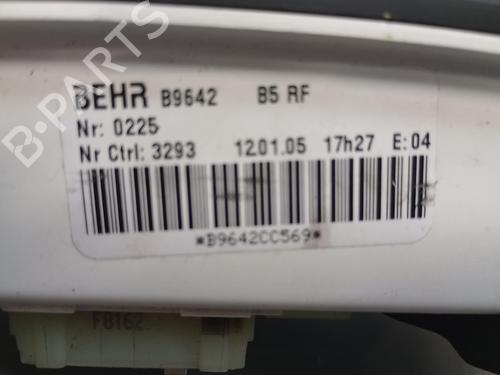 BEHR B9642 B5 RF
Nr: 0225
Nr Ctrl: 3293 12.01.05 17h27 E:04
*B9642CC569*
F8162
B-PARTS